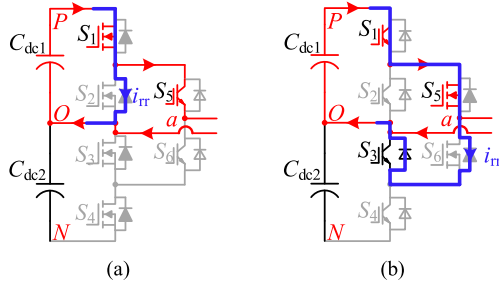 P
C_dc1
S_1
S_2
i_rr
S_5
O
a
S_3
S_6
C_dc2
S_4
N
(a)
P
C_dc1
S_1
S_2
S_5
O
a
S_3
S_6
i_rr
C_dc2
S_4
N
(b)